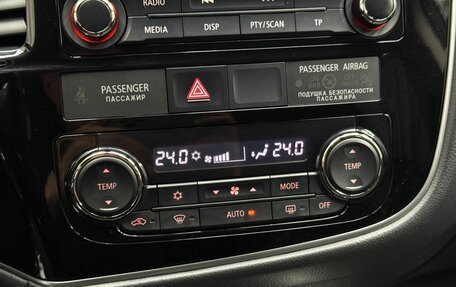 RADIO
MEDIA DISP PTY/SCAN TP
PASSENGER
ПАССАЖИР
PASSENGER AIRBAG
ПОДУШКА БЕЗОПАСНОСТИ
ПАССАЖИРА
24.0 24.0
TEMP TEMP
MODE
AUTO OFF